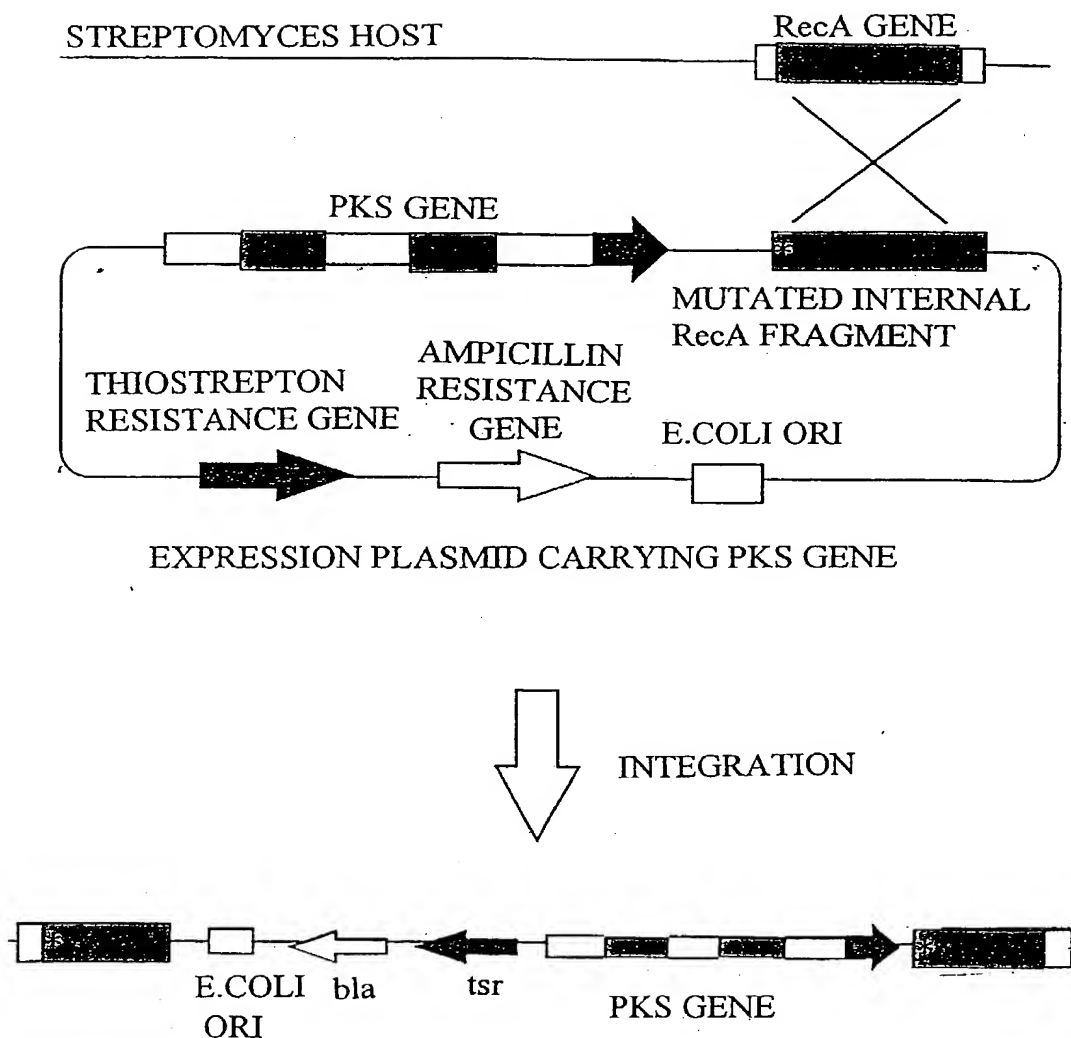 STREPTOMYCES HOST
RecA GENE
PKS GENE
MUTATED INTERNAL
RecA FRAGMENT
THIOSTREPTON
RESISTANCE GENE
AMPICILLIN
RESISTANCE
GENE
E.COLI ORI
EXPRESSION PLASMID CARRYING PKS GENE
INTEGRATION
E.COLI
ORI
bla
tsr
PKS GENE